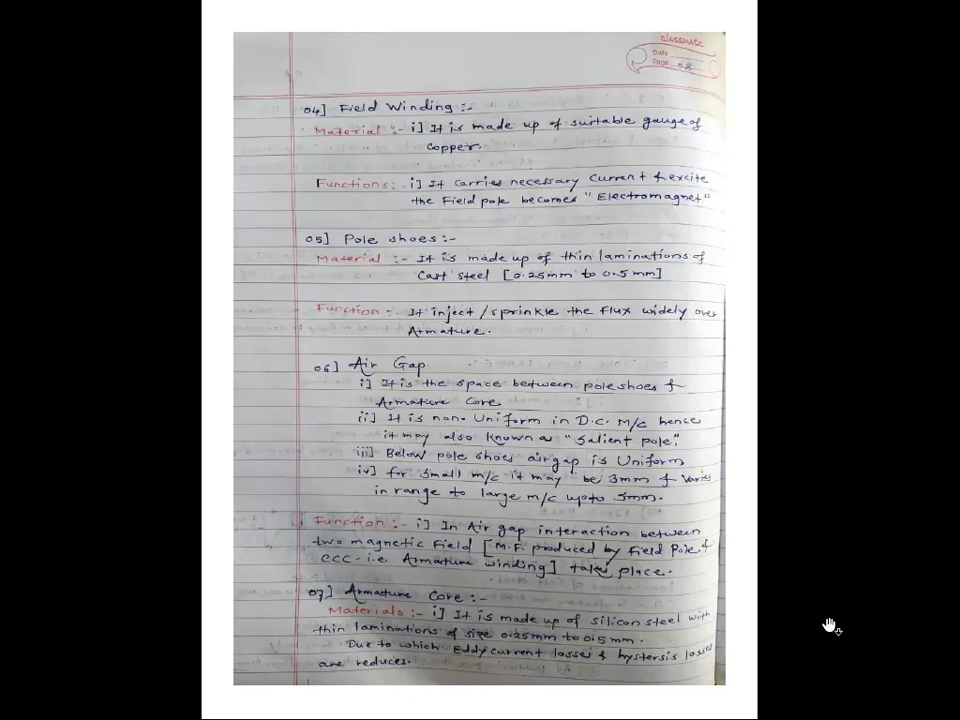 classmate
Date
Page 02
04] Field Winding :-
Material :- i] It is made up of suitable gauge of
copper.
Functions: i] It carries necessary current & excite
the Field pole becomes "Electromagnet"
05] Pole shoes:-
Material :- It is made up of thin laminations of
Cast steel [0.25mm to 0.5mm]
Function :- It inject/sprinkle the flux widely over
Armature.
06] Air Gap
i] It is the space between pole shoes &
Armature Core
ii] It is non-Uniform in D.C. M/c hence
it may also known as "Salient pole".
iii] Below pole shoes airgap is Uniform
iv] for small m/c it may be 3mm & Varies
in range to large m/c upto 5mm.
Function :- i] In Air gap interaction between
two magnetic Field [M.F. produced by Field Pole &
CCC-i.e. Armature winding] takes place.
07] Armature Core :-
Materials :- i] It is made up of silicon steel with
thin laminations of size 0.25mm to 0.5mm.
Due to which Eddy current losses & hystersis losses
are reduces.